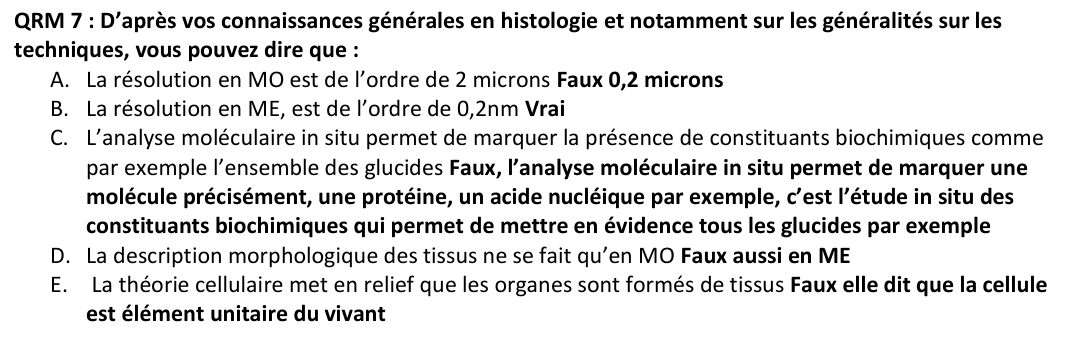 QRM 7 : D’après vos connaissances générales en histologie et notamment sur les généralités sur les
techniques, vous pouvez dire que :
A. La résolution en MO est de l’ordre de 2 microns Faux 0,2 microns
B. La résolution en ME, est de l’ordre de 0,2nm Vrai
C. L’analyse moléculaire in situ permet de marquer la présence de constituants biochimiques comme
par exemple l’ensemble des glucides Faux, l’analyse moléculaire in situ permet de marquer une
molécule précisément, une protéine, un acide nucléique par exemple, c’est l’étude in situ des
constituants biochimiques qui permet de mettre en évidence tous les glucides par exemple
D. La description morphologique des tissus ne se fait qu’en MO Faux aussi en ME
E. La théorie cellulaire met en relief que les organes sont formés de tissus Faux elle dit que la cellule
est élément unitaire du vivant